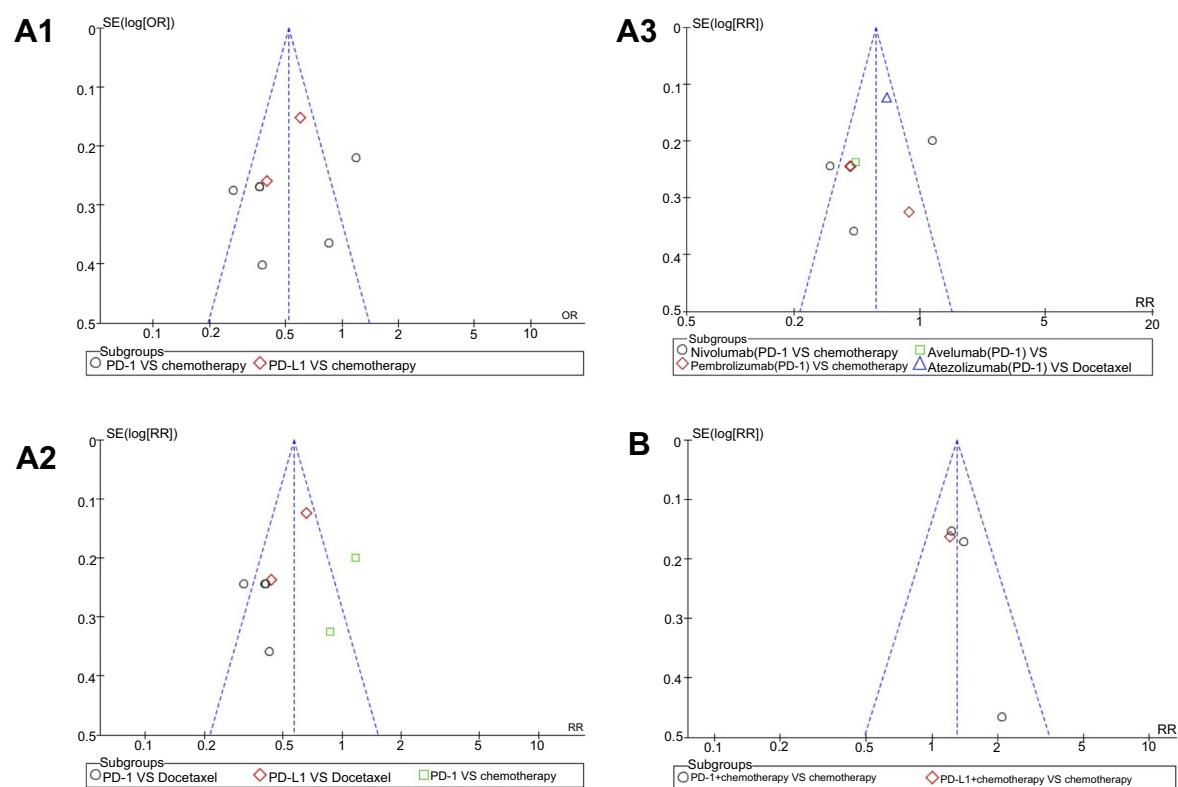 A1
SE(log[OR])
0
0.1
0.2
0.3
0.4
0.5
0.1
0.2
0.5
1
2
5
10
OR
Subgroups
PD-1 VS chemotherapy
PD-L1 VS chemotherapy
A3
SE(log[RR])
0
0.1
0.2
0.3
0.4
0.5
0.5
0.2
1
5
20
RR
Subgroups
Nivolumab(PD-1 VS chemotherapy
Avelumab(PD-1) VS
Pembrolizumab(PD-1) VS chemotherapy
Atezolizumab(PD-1) VS Docetaxel
A2
SE(log[RR])
0
0.1
0.2
0.3
0.4
0.5
0.1
0.2
0.5
1
2
5
10
RR
Subgroups
PD-1 VS Docetaxel
PD-L1 VS Docetaxel
PD-1 VS chemotherapy
B
SE(log[RR])
0
0.1
0.2
0.3
0.4
0.5
0.1
0.2
0.5
1
2
5
10
RR
Subgroups
PD-1+chemotherapy VS chemotherapy
PD-L1+chemotherapy VS chemotherapy